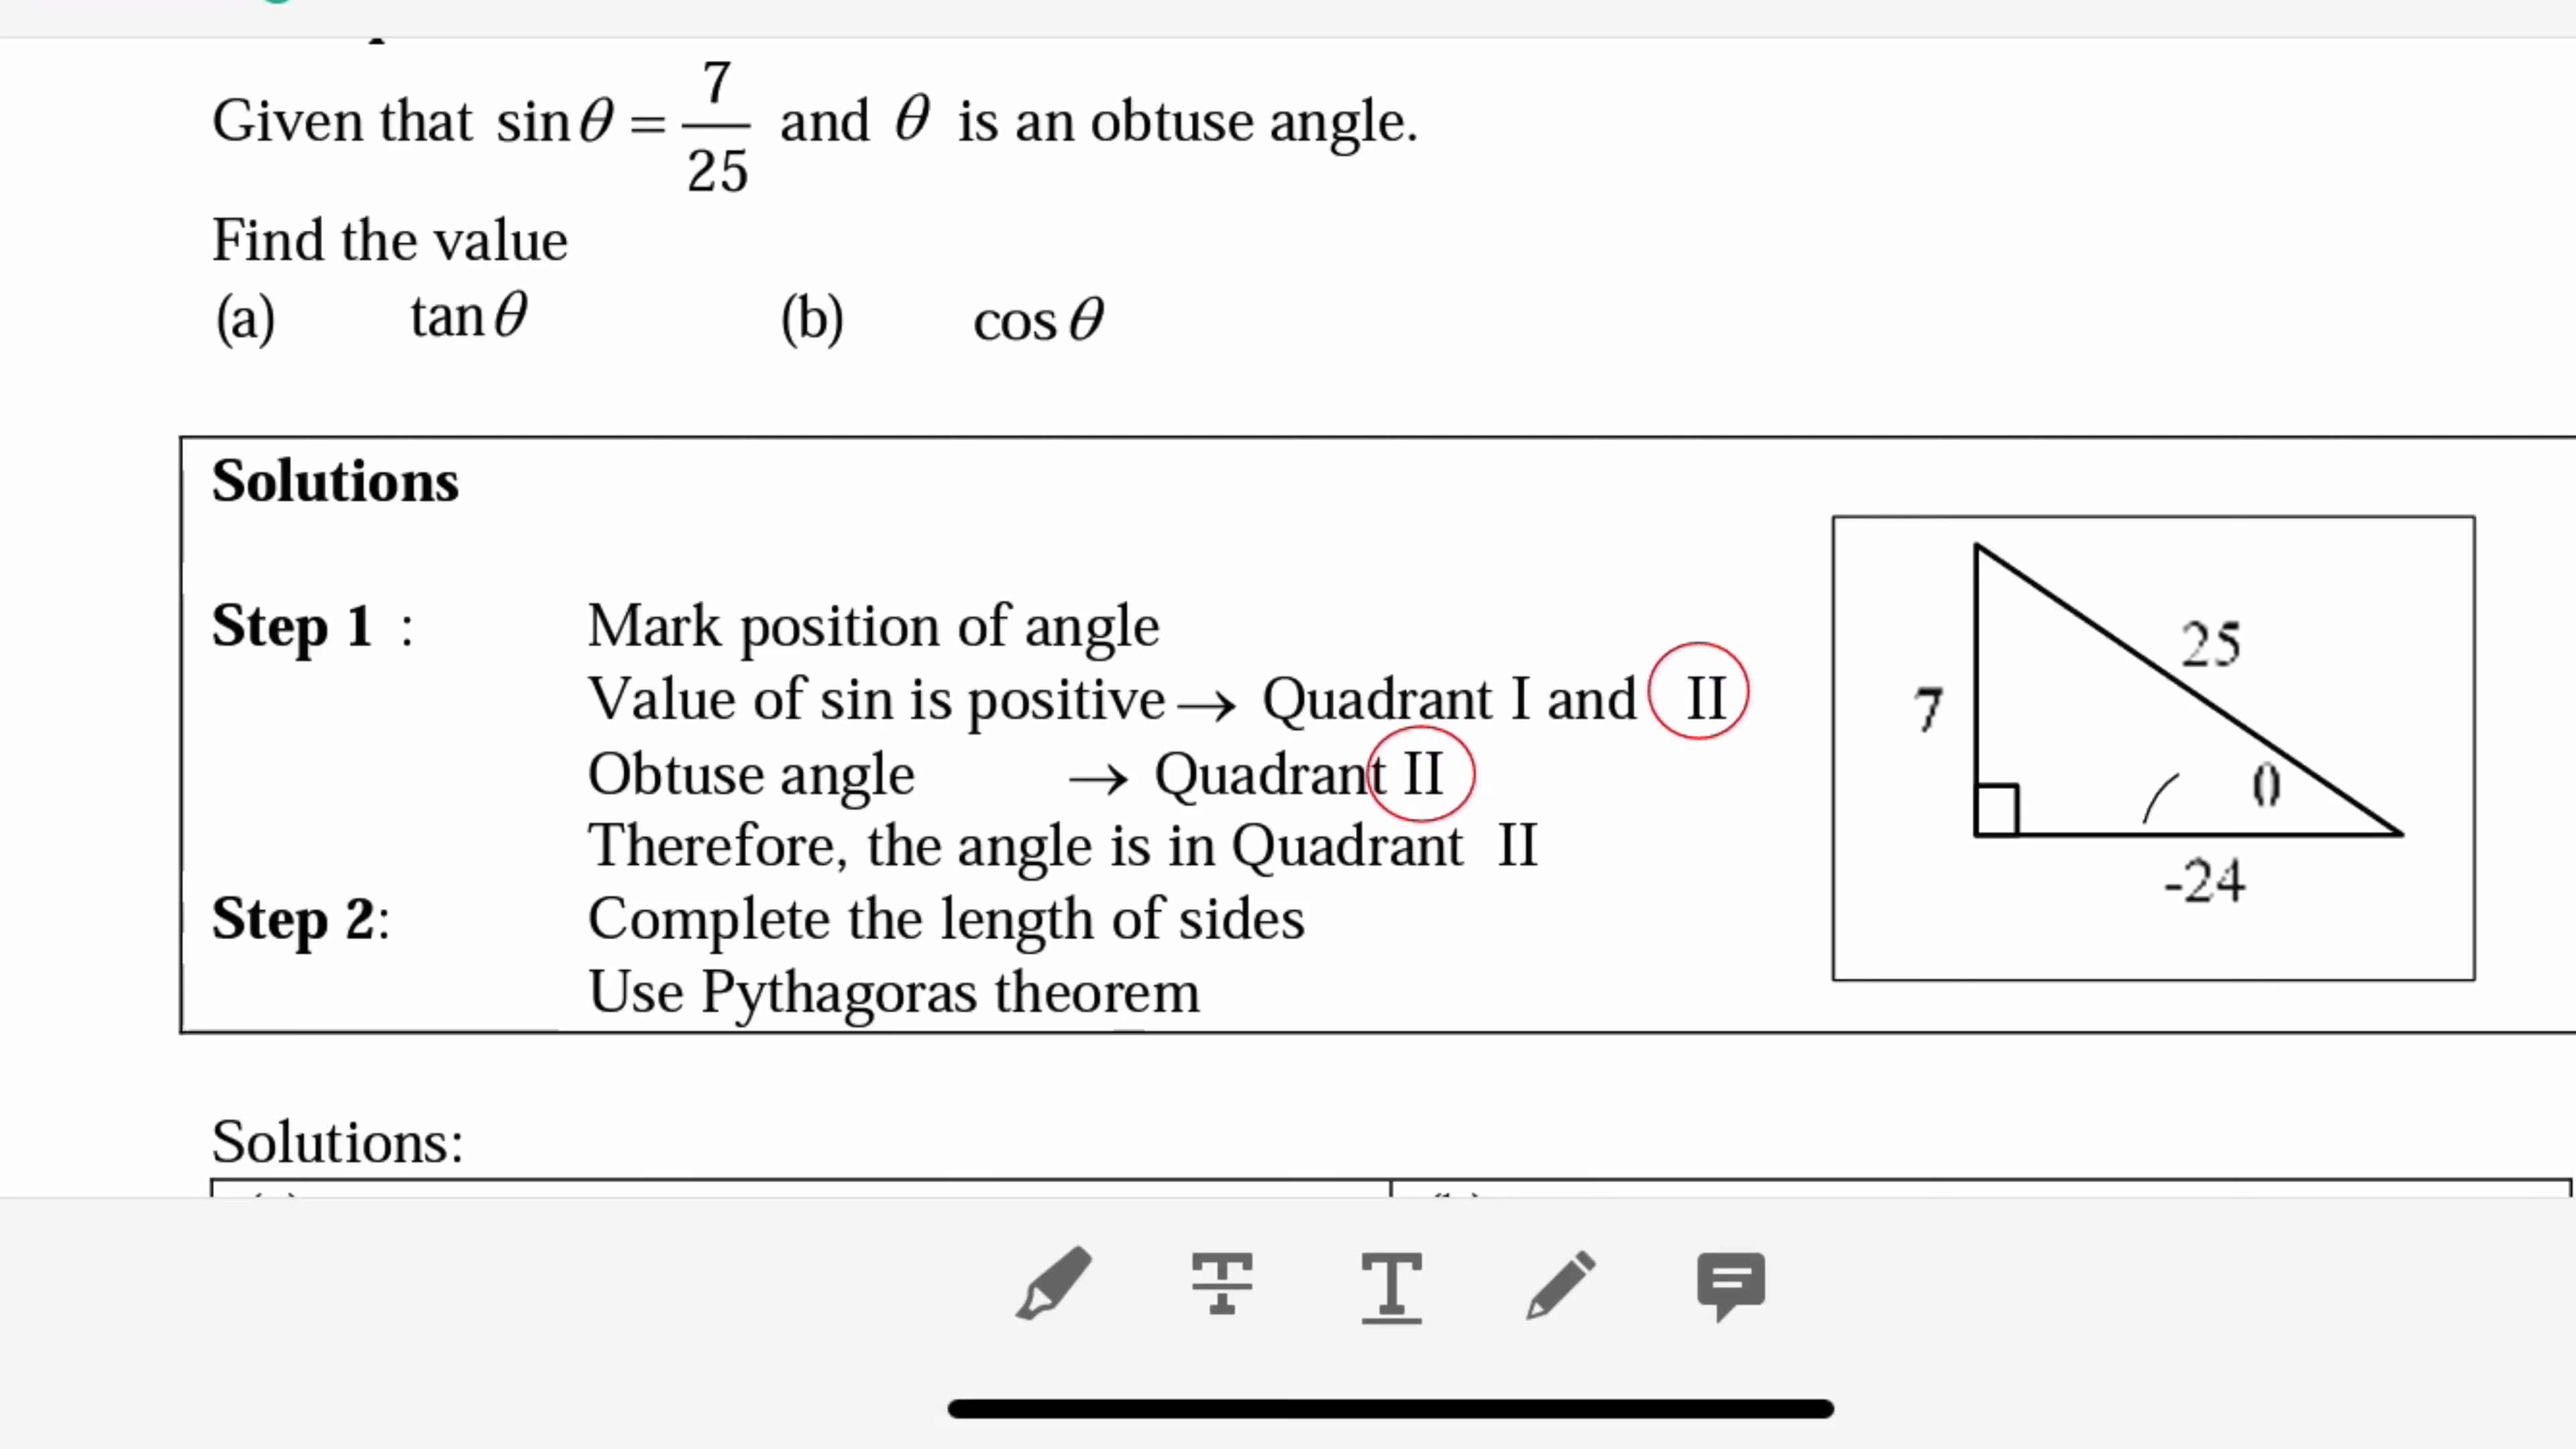 Given that sin θ = 7/25 and θ is an obtuse angle.
Find the value
(a) tan θ (b) cos θ
Solutions
Step 1 : Mark position of angle
Value of sin is positive → Quadrant I and II
Obtuse angle → Quadrant II
Therefore, the angle is in Quadrant II
Step 2: Complete the length of sides
Use Pythagoras theorem
25
7
θ
-24
Solutions: